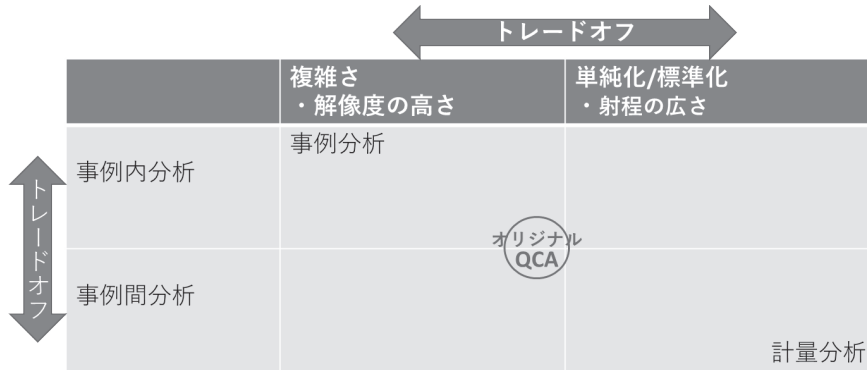 トレードオフ
複雑さ
・解像度の高さ
単純化/標準化
・射程の広さ
トレードオフ
事例内分析
事例分析
オリジナル
QCA
事例間分析
計量分析